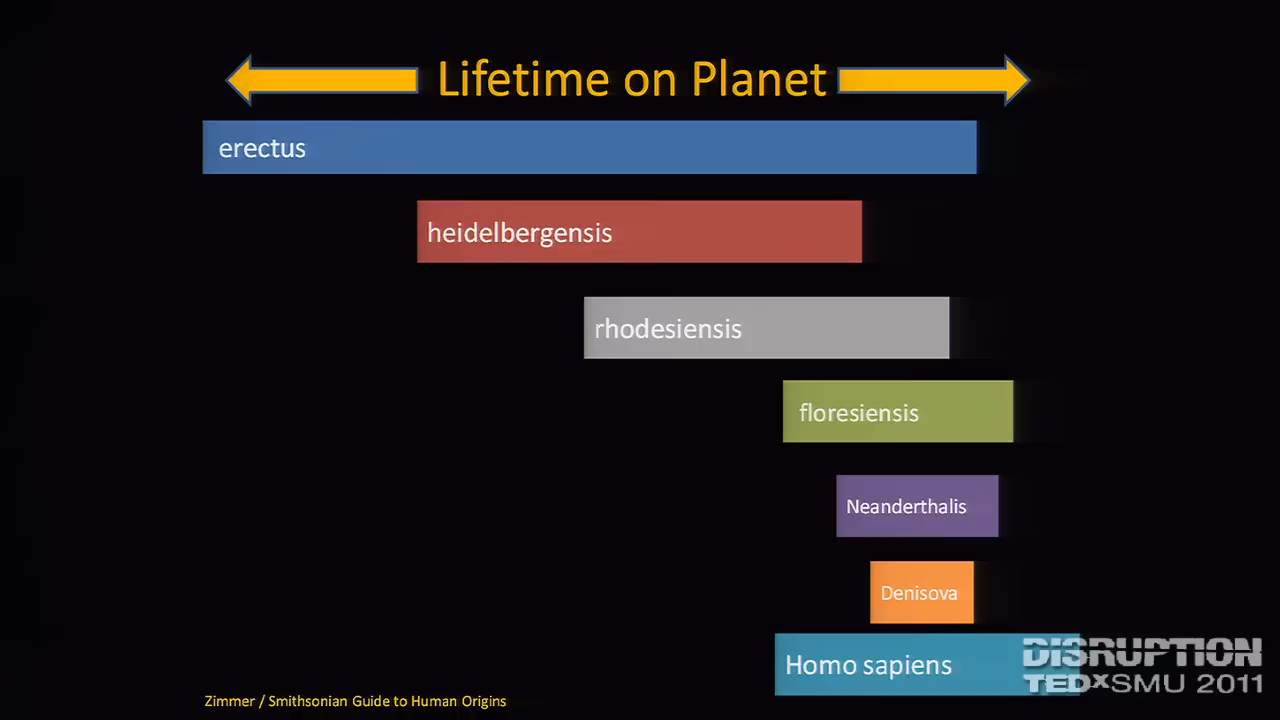 Lifetime on Planet
erectus
heidelbergensis
rhodesiensis
floresiensis
Neanderthalis
Denisova
Homo sapiens
DISRUPTION
TEDxSMU 2011
Zimmer / Smithsonian Guide to Human Origins